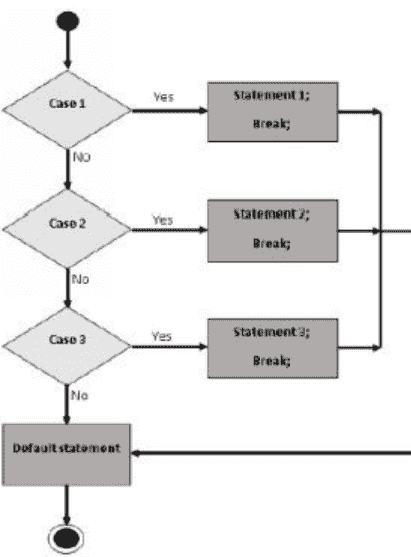 Case 1
Yes
Statement 1;
Break;
NO
Case 2
Yes
Statement 2;
Break;
No
Case 3
Yes
Statement 3;
Break;
No
Default statement